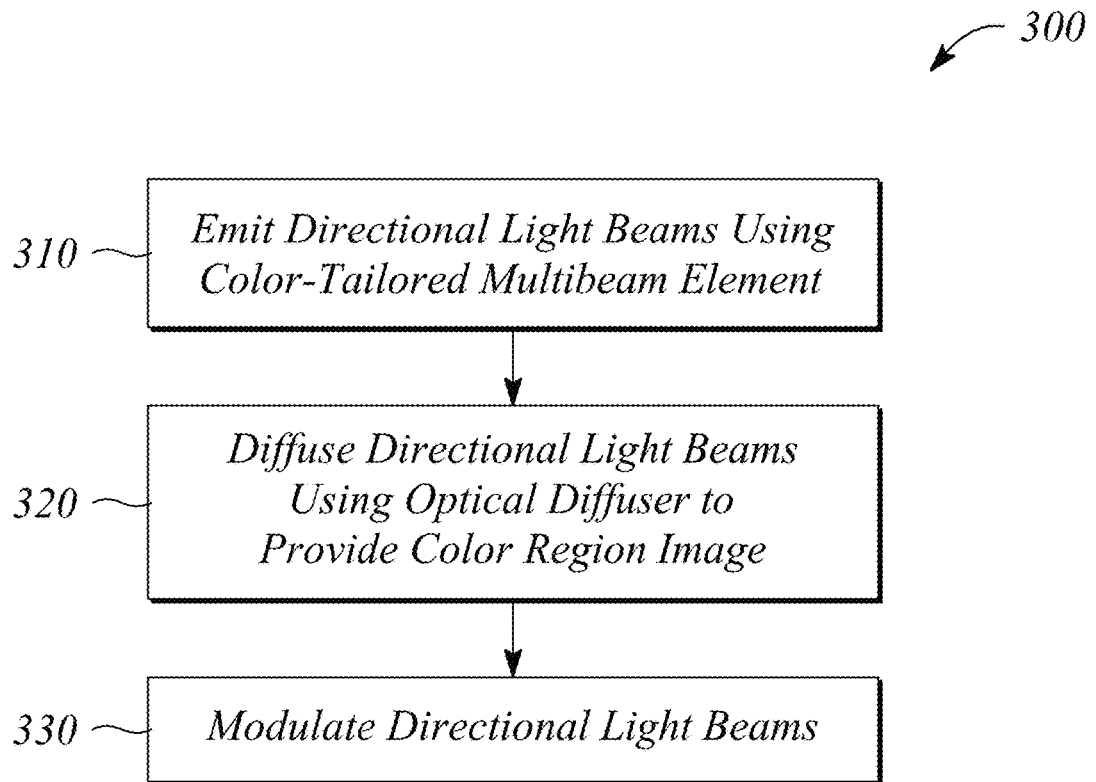 300
310
Emit Directional Light Beams Using
Color-Tailored Multibeam Element
320
Diffuse Directional Light Beams
Using Optical Diffuser to
Provide Color Region Image
330
Modulate Directional Light Beams